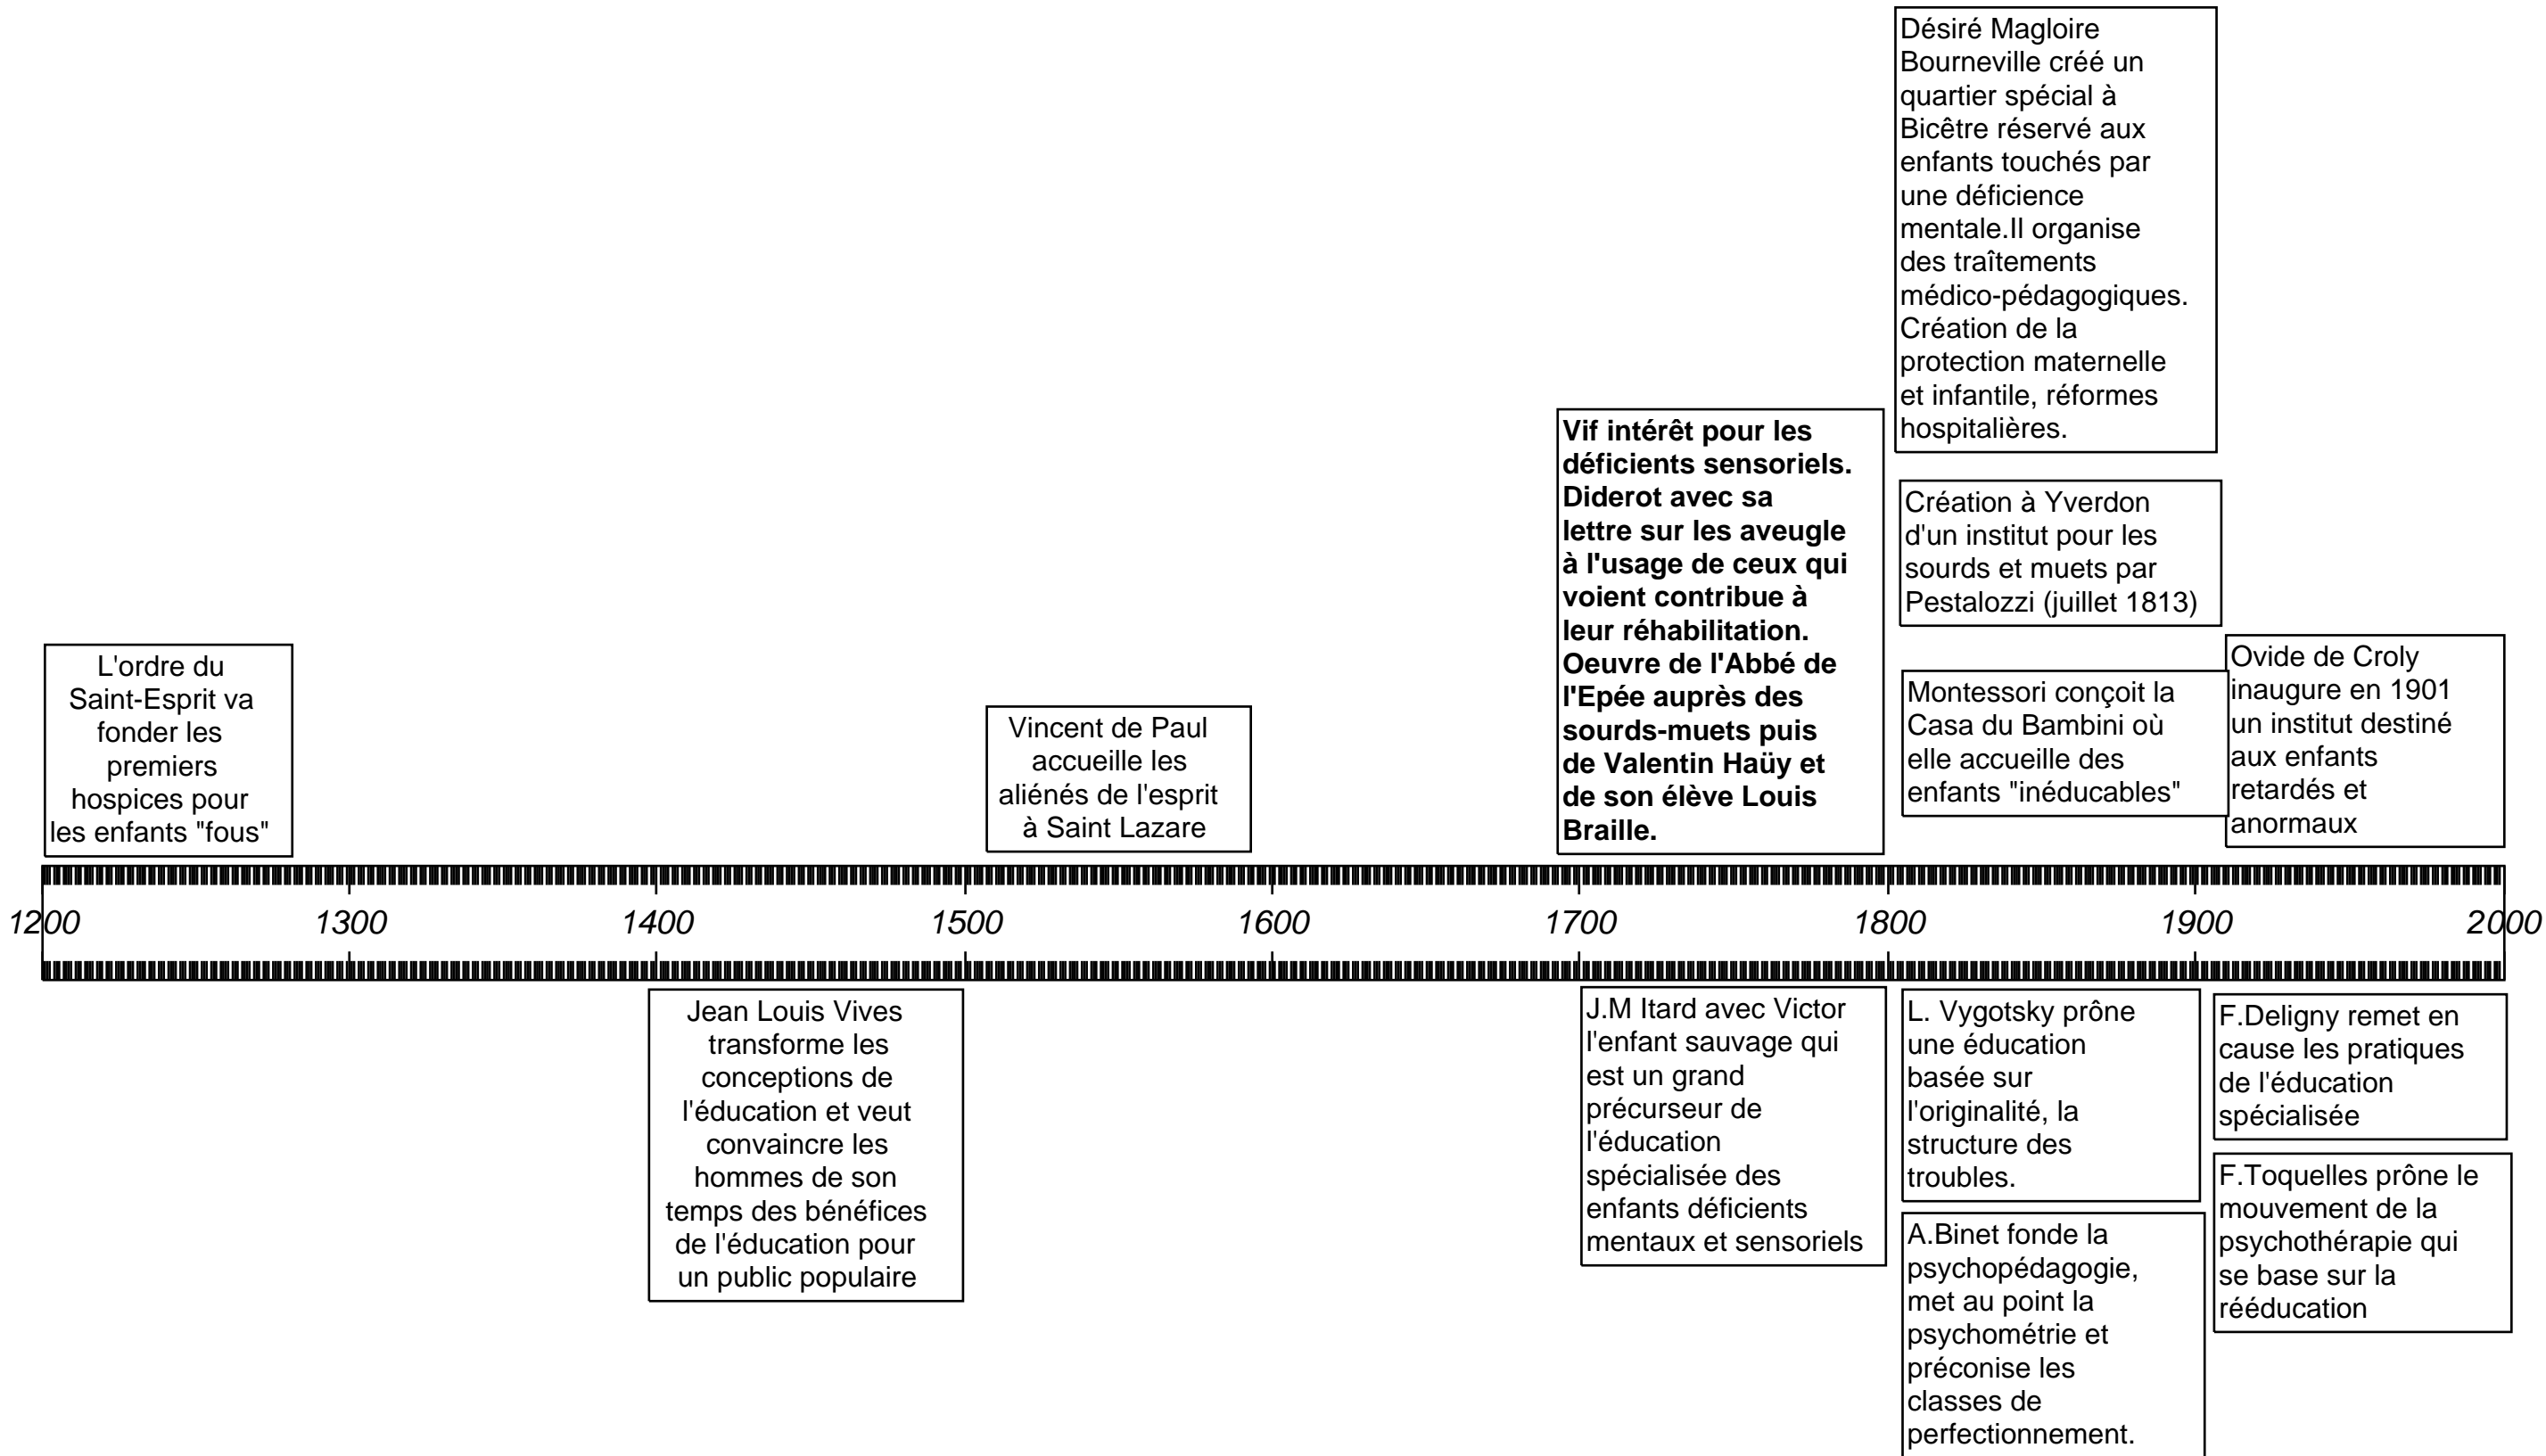 Désiré Magloire
Bourneville créé un
quartier spécial à
Bicêtre réservé aux
enfants touchés par
une déficience
mentale.Il organise
des traîtements
médico-pédagogiques.
Création de la
protection maternelle
et infantile, réformes
hospitalières.
Vif intérêt pour les
déficients sensoriels.
Diderot avec sa
lettre sur les aveugle
à l'usage de ceux qui
voient contribue à
leur réhabilitation.
Oeuvre de l'Abbé de
l'Epée auprès des
sourds-muets puis
de Valentin Haüy et
de son élève Louis
Braille.
Création à Yverdon
d'un institut pour les
sourds et muets par
Pestalozzi (juillet 1813)
L'ordre du
Saint-Esprit va
fonder les
premiers
hospices pour
les enfants "fous"
Vincent de Paul
accueille les
aliénés de l'esprit
à Saint Lazare
Montessori conçoit la
Casa du Bambini où
elle accueille des
enfants "inéducables"
Ovide de Croly
inaugure en 1901
un institut destiné
aux enfants
retardés et
anormaux
1200 1300 1400 1500 1600 1700 1800 1900 2000
Jean Louis Vives
transforme les
conceptions de
l'éducation et veut
convaincre les
hommes de son
temps des bénéfices
de l'éducation pour
un public populaire
J.M Itard avec Victor
l'enfant sauvage qui
est un grand
précurseur de
l'éducation
spécialisée des
enfants déficients
mentaux et sensoriels
L. Vygotsky prône
une éducation
basée sur
l'originalité, la
structure des
troubles.
A.Binet fonde la
psychopédagogie,
met au point la
psychométrie et
préconise les
classes de
perfectionnement.
F.Deligny remet en
cause les pratiques
de l'éducation
spécialisée
F.Toquelles prône le
mouvement de la
psychothérapie qui
se base sur la
rééducation